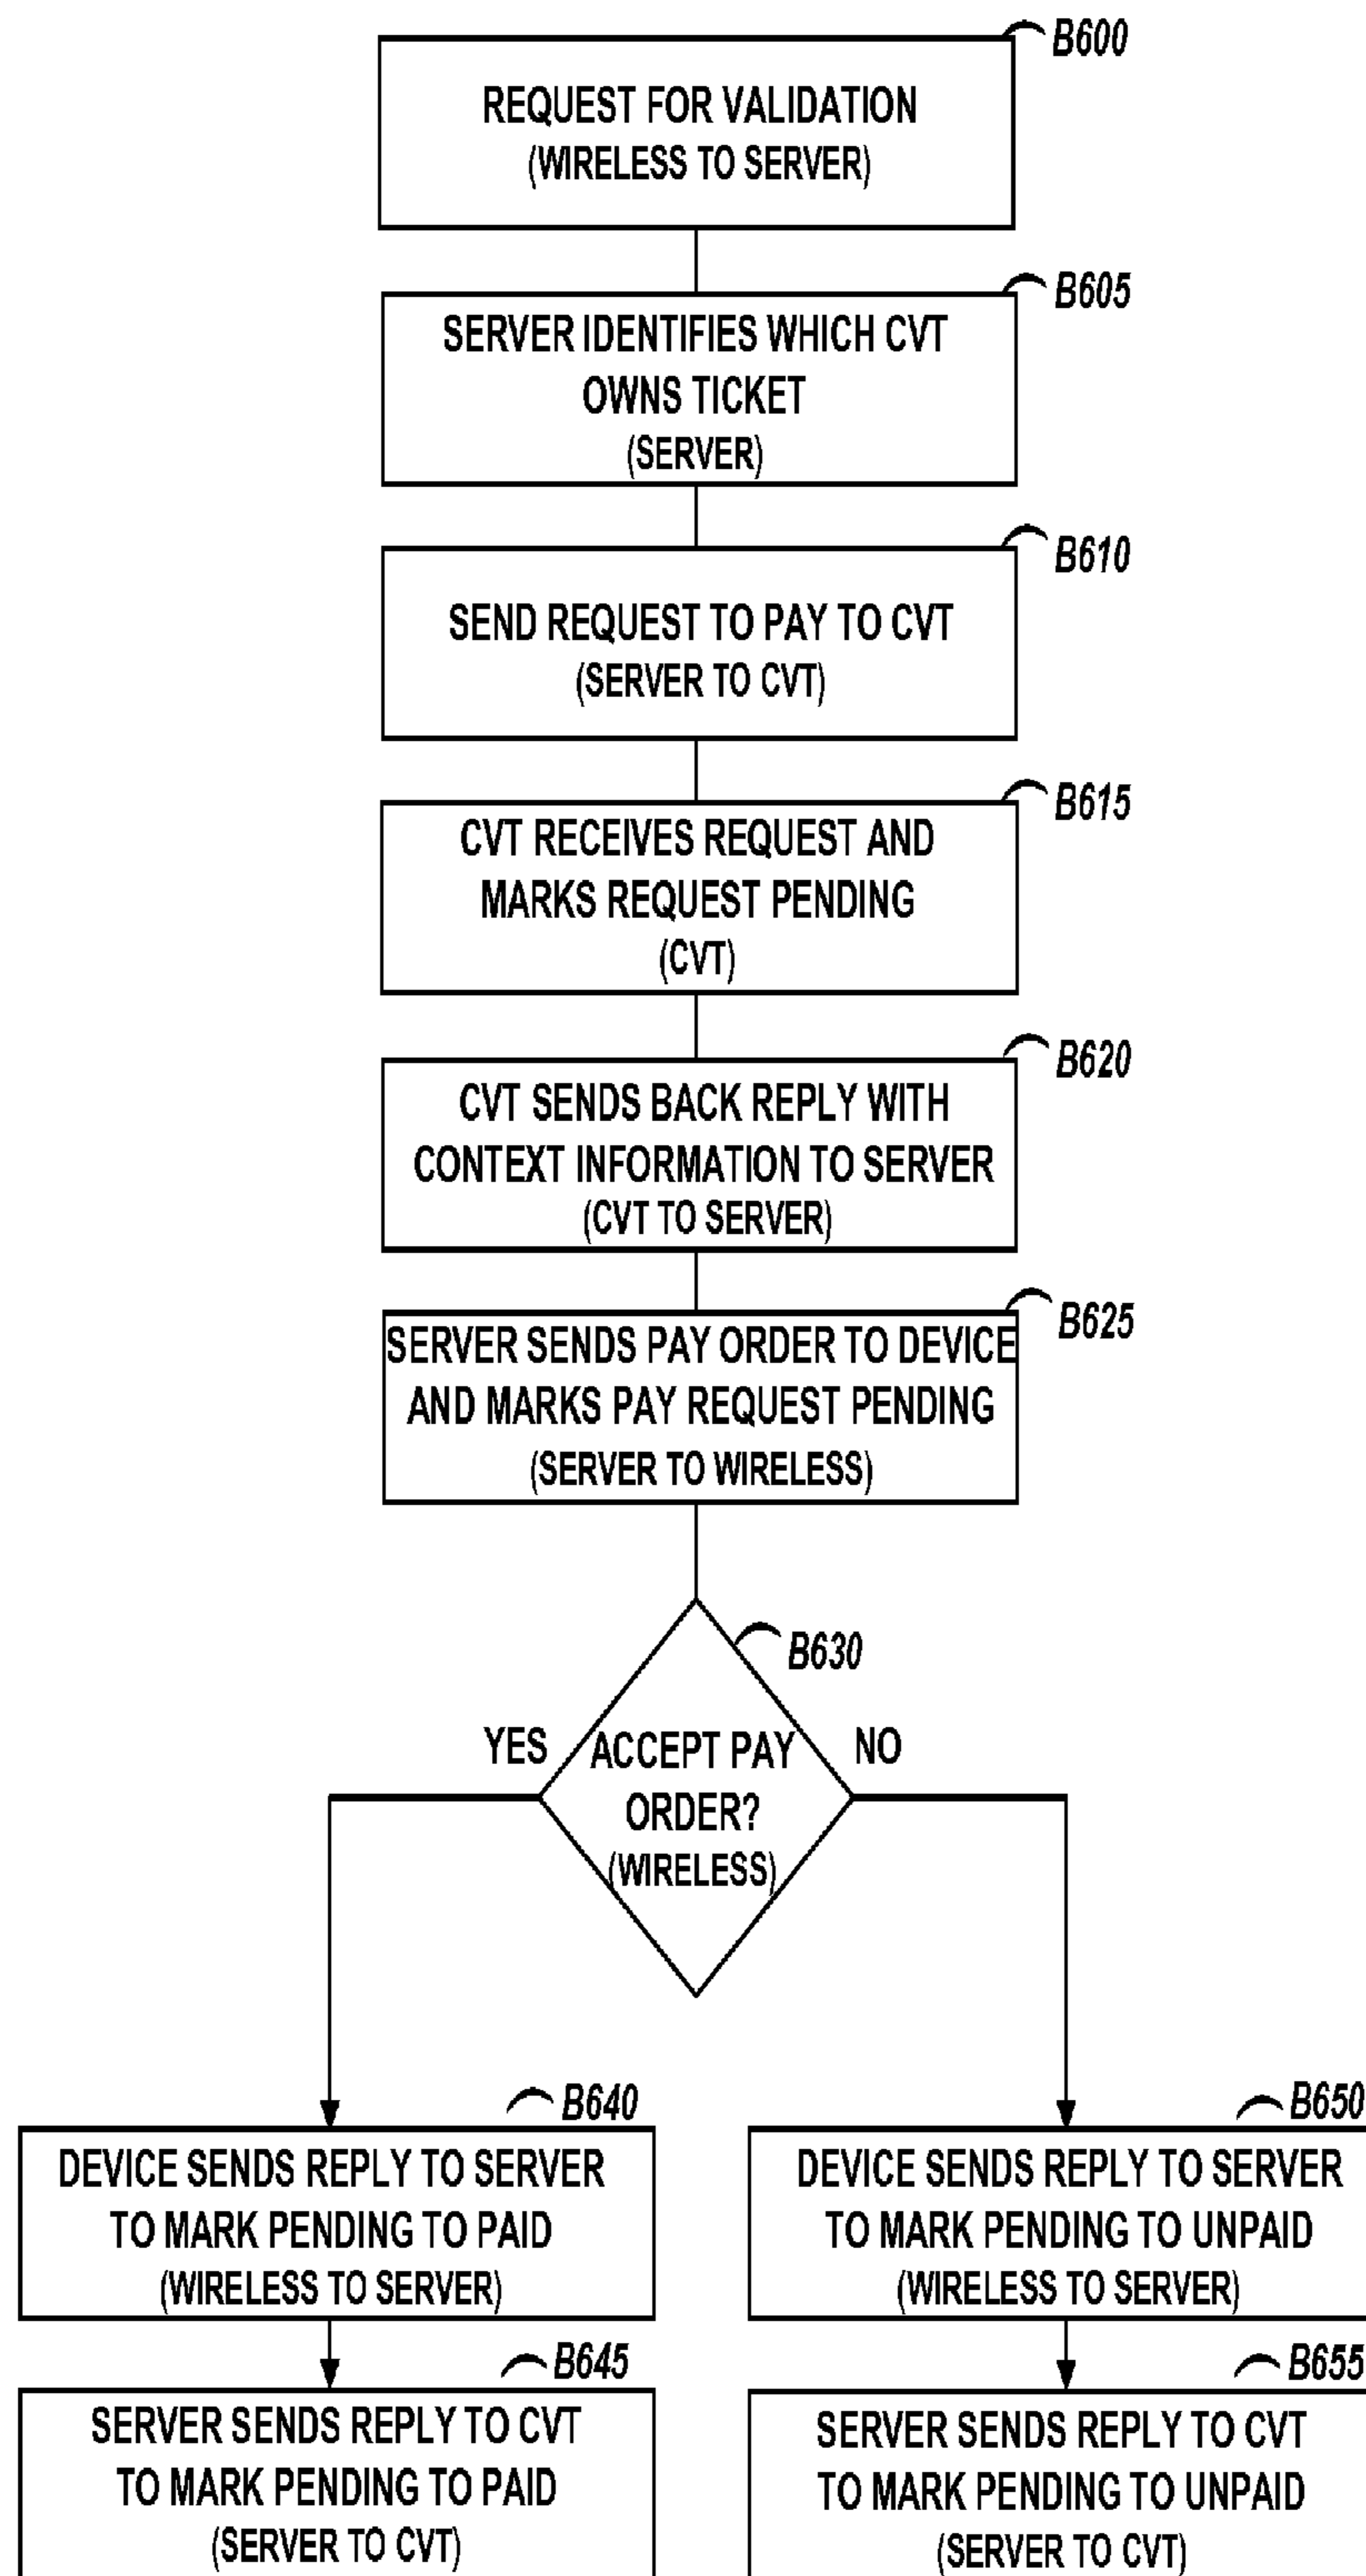 B600
REQUEST FOR VALIDATION
(WIRELESS TO SERVER)
B605
SERVER IDENTIFIES WHICH CVT
OWNS TICKET
(SERVER)
B610
SEND REQUEST TO PAY TO CVT
(SERVER TO CVT)
B615
CVT RECEIVES REQUEST AND
MARKS REQUEST PENDING
(CVT)
B620
CVT SENDS BACK REPLY WITH
CONTEXT INFORMATION TO SERVER
(CVT TO SERVER)
B625
SERVER SENDS PAY ORDER TO DEVICE
AND MARKS PAY REQUEST PENDING
(SERVER TO WIRELESS)
B630
YES
ACCEPT PAY
ORDER?
(WIRELESS)
NO
B640
DEVICE SENDS REPLY TO SERVER
TO MARK PENDING TO PAID
(WIRELESS TO SERVER)
B645
SERVER SENDS REPLY TO CVT
TO MARK PENDING TO PAID
(SERVER TO CVT)
B650
DEVICE SENDS REPLY TO SERVER
TO MARK PENDING TO UNPAID
(WIRELESS TO SERVER)
B655
SERVER SENDS REPLY TO CVT
TO MARK PENDING TO UNPAID
(SERVER TO CVT)